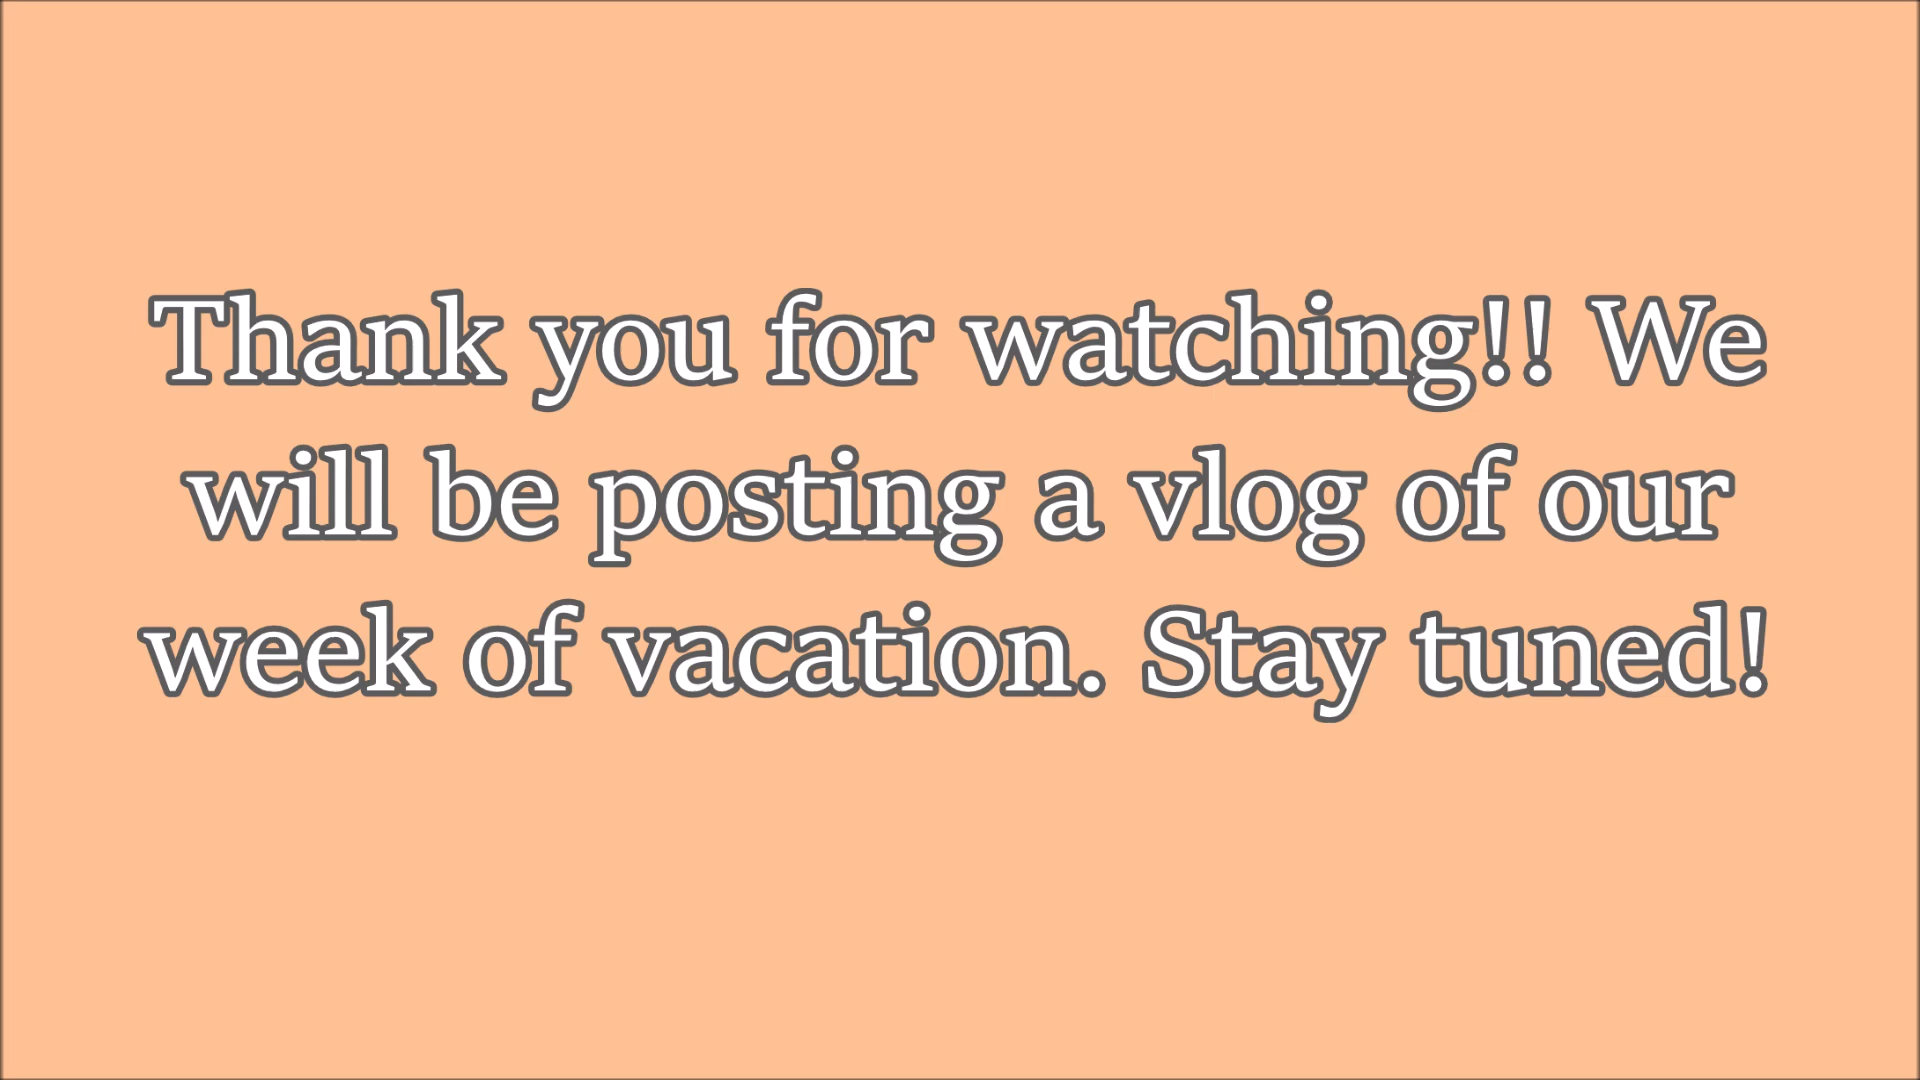 Thank you for watching!! We
will be posting a vlog of our
week of vacation. Stay tuned!